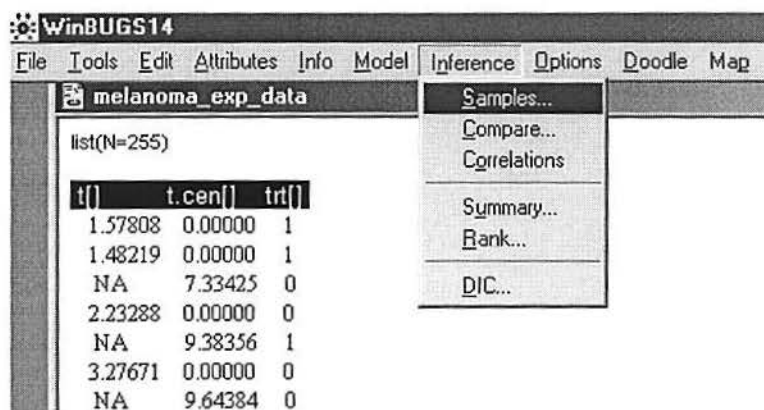 WinBUGS14
File Tools Edit Attributes Info Model Inference Options Doodle Map
melanoma_exp_data
list(N=255)
t[] t.cen[] trt[]
1.57808 0.00000 1
1.48219 0.00000 1
NA 7.33425 0
2.23288 0.00000 0
NA 9.38356 1
3.27671 0.00000 0
NA 9.64384 0
Samples...
Compare...
Correlations
Summary...
Rank...
DIC...